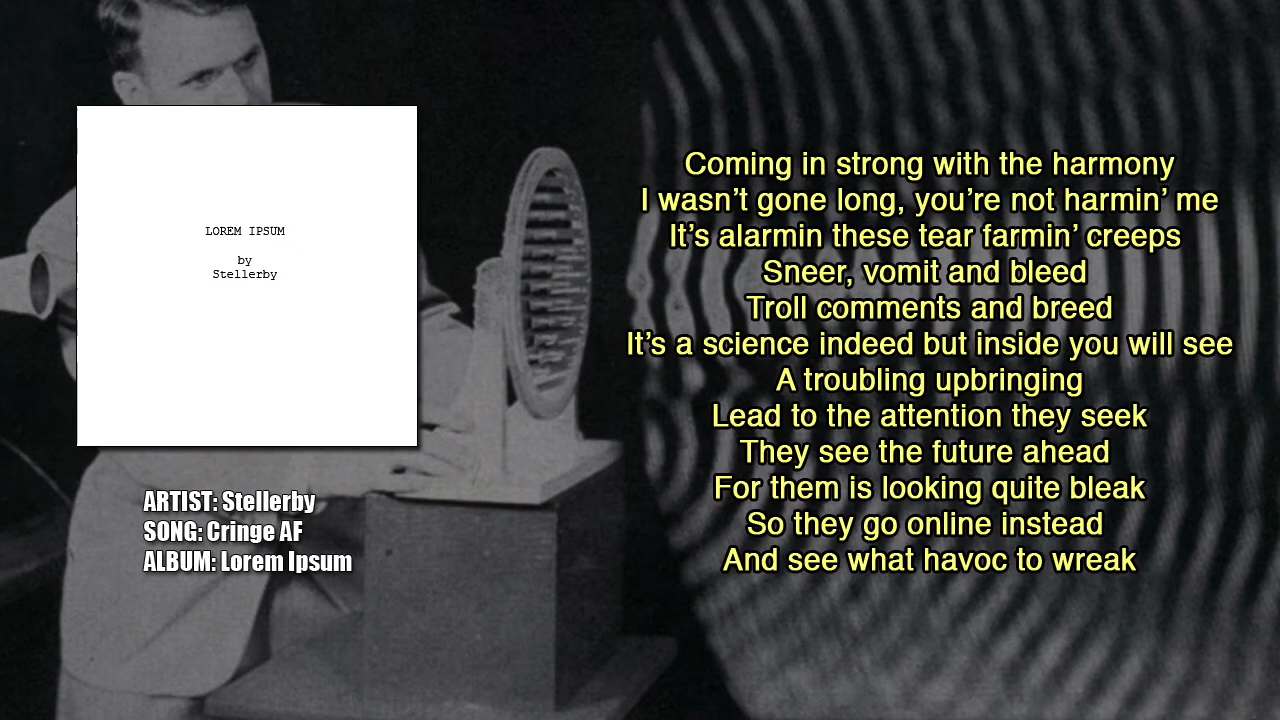 LOREM IPSUM
by
Stellerby
ARTIST: Stellerby
SONG: Cringe AF
ALBUM: Lorem Ipsum
Coming in strong with the harmony
I wasn’t gone long, you’re not harmin’ me
It’s alarmin these tear farmin’ creeps
Sneer, vomit and bleed
Troll comments and breed
It’s a science indeed but inside you will see
A troubling upbringing
Lead to the attention they seek
They see the future ahead
For them is looking quite bleak
So they go online instead
And see what havoc to wreak